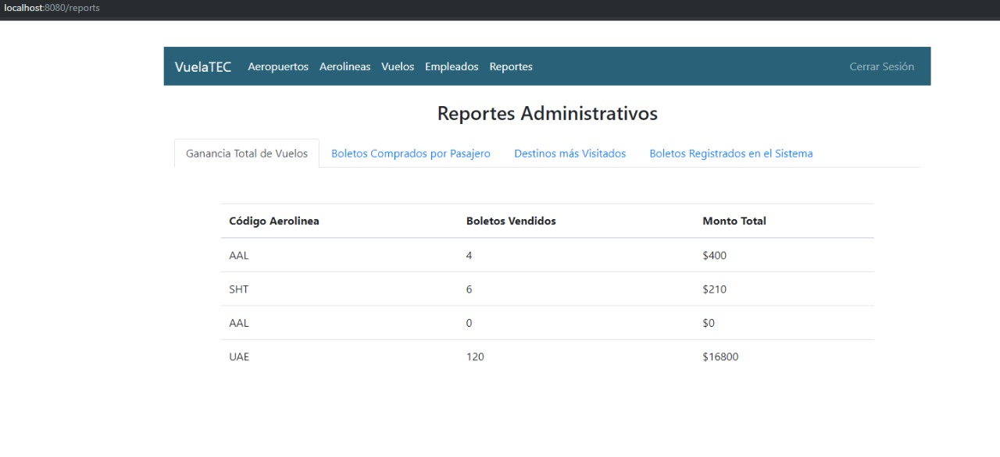 localhost:8080/reports
VuelaTEC Aeropuertos Aerolineas Vuelos Empleados Reportes Cerrar Sesión
Reportes Administrativos
Ganancia Total de Vuelos Boletos Comprados por Pasajero Destinos más Visitados Boletos Registrados en el Sistema
Código Aerolinea Boletos Vendidos Monto Total
AAL 4 $400
SHT 6 $210
AAL 0 $0
UAE 120 $16800